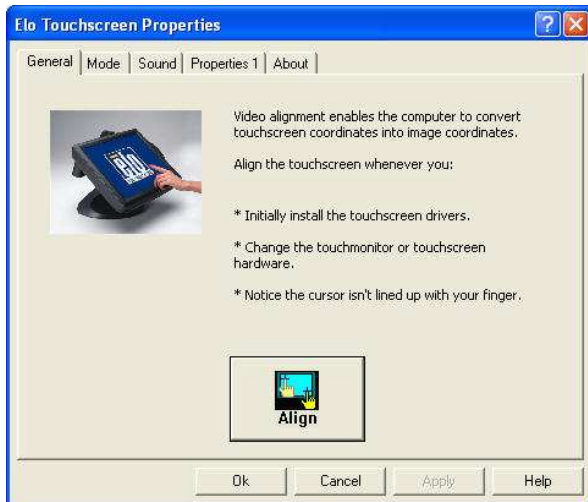 Elo Touchscreen Properties
General Mode Sound Properties 1 About
elo
Video alignment enables the computer to convert
touchscreen coordinates into image coordinates.
Align the touchscreen whenever you:
* Initially install the touchscreen drivers.
* Change the touchmonitor or touchscreen
hardware.
* Notice the cursor isn't lined up with your finger.
Align
Ok Cancel Apply Help